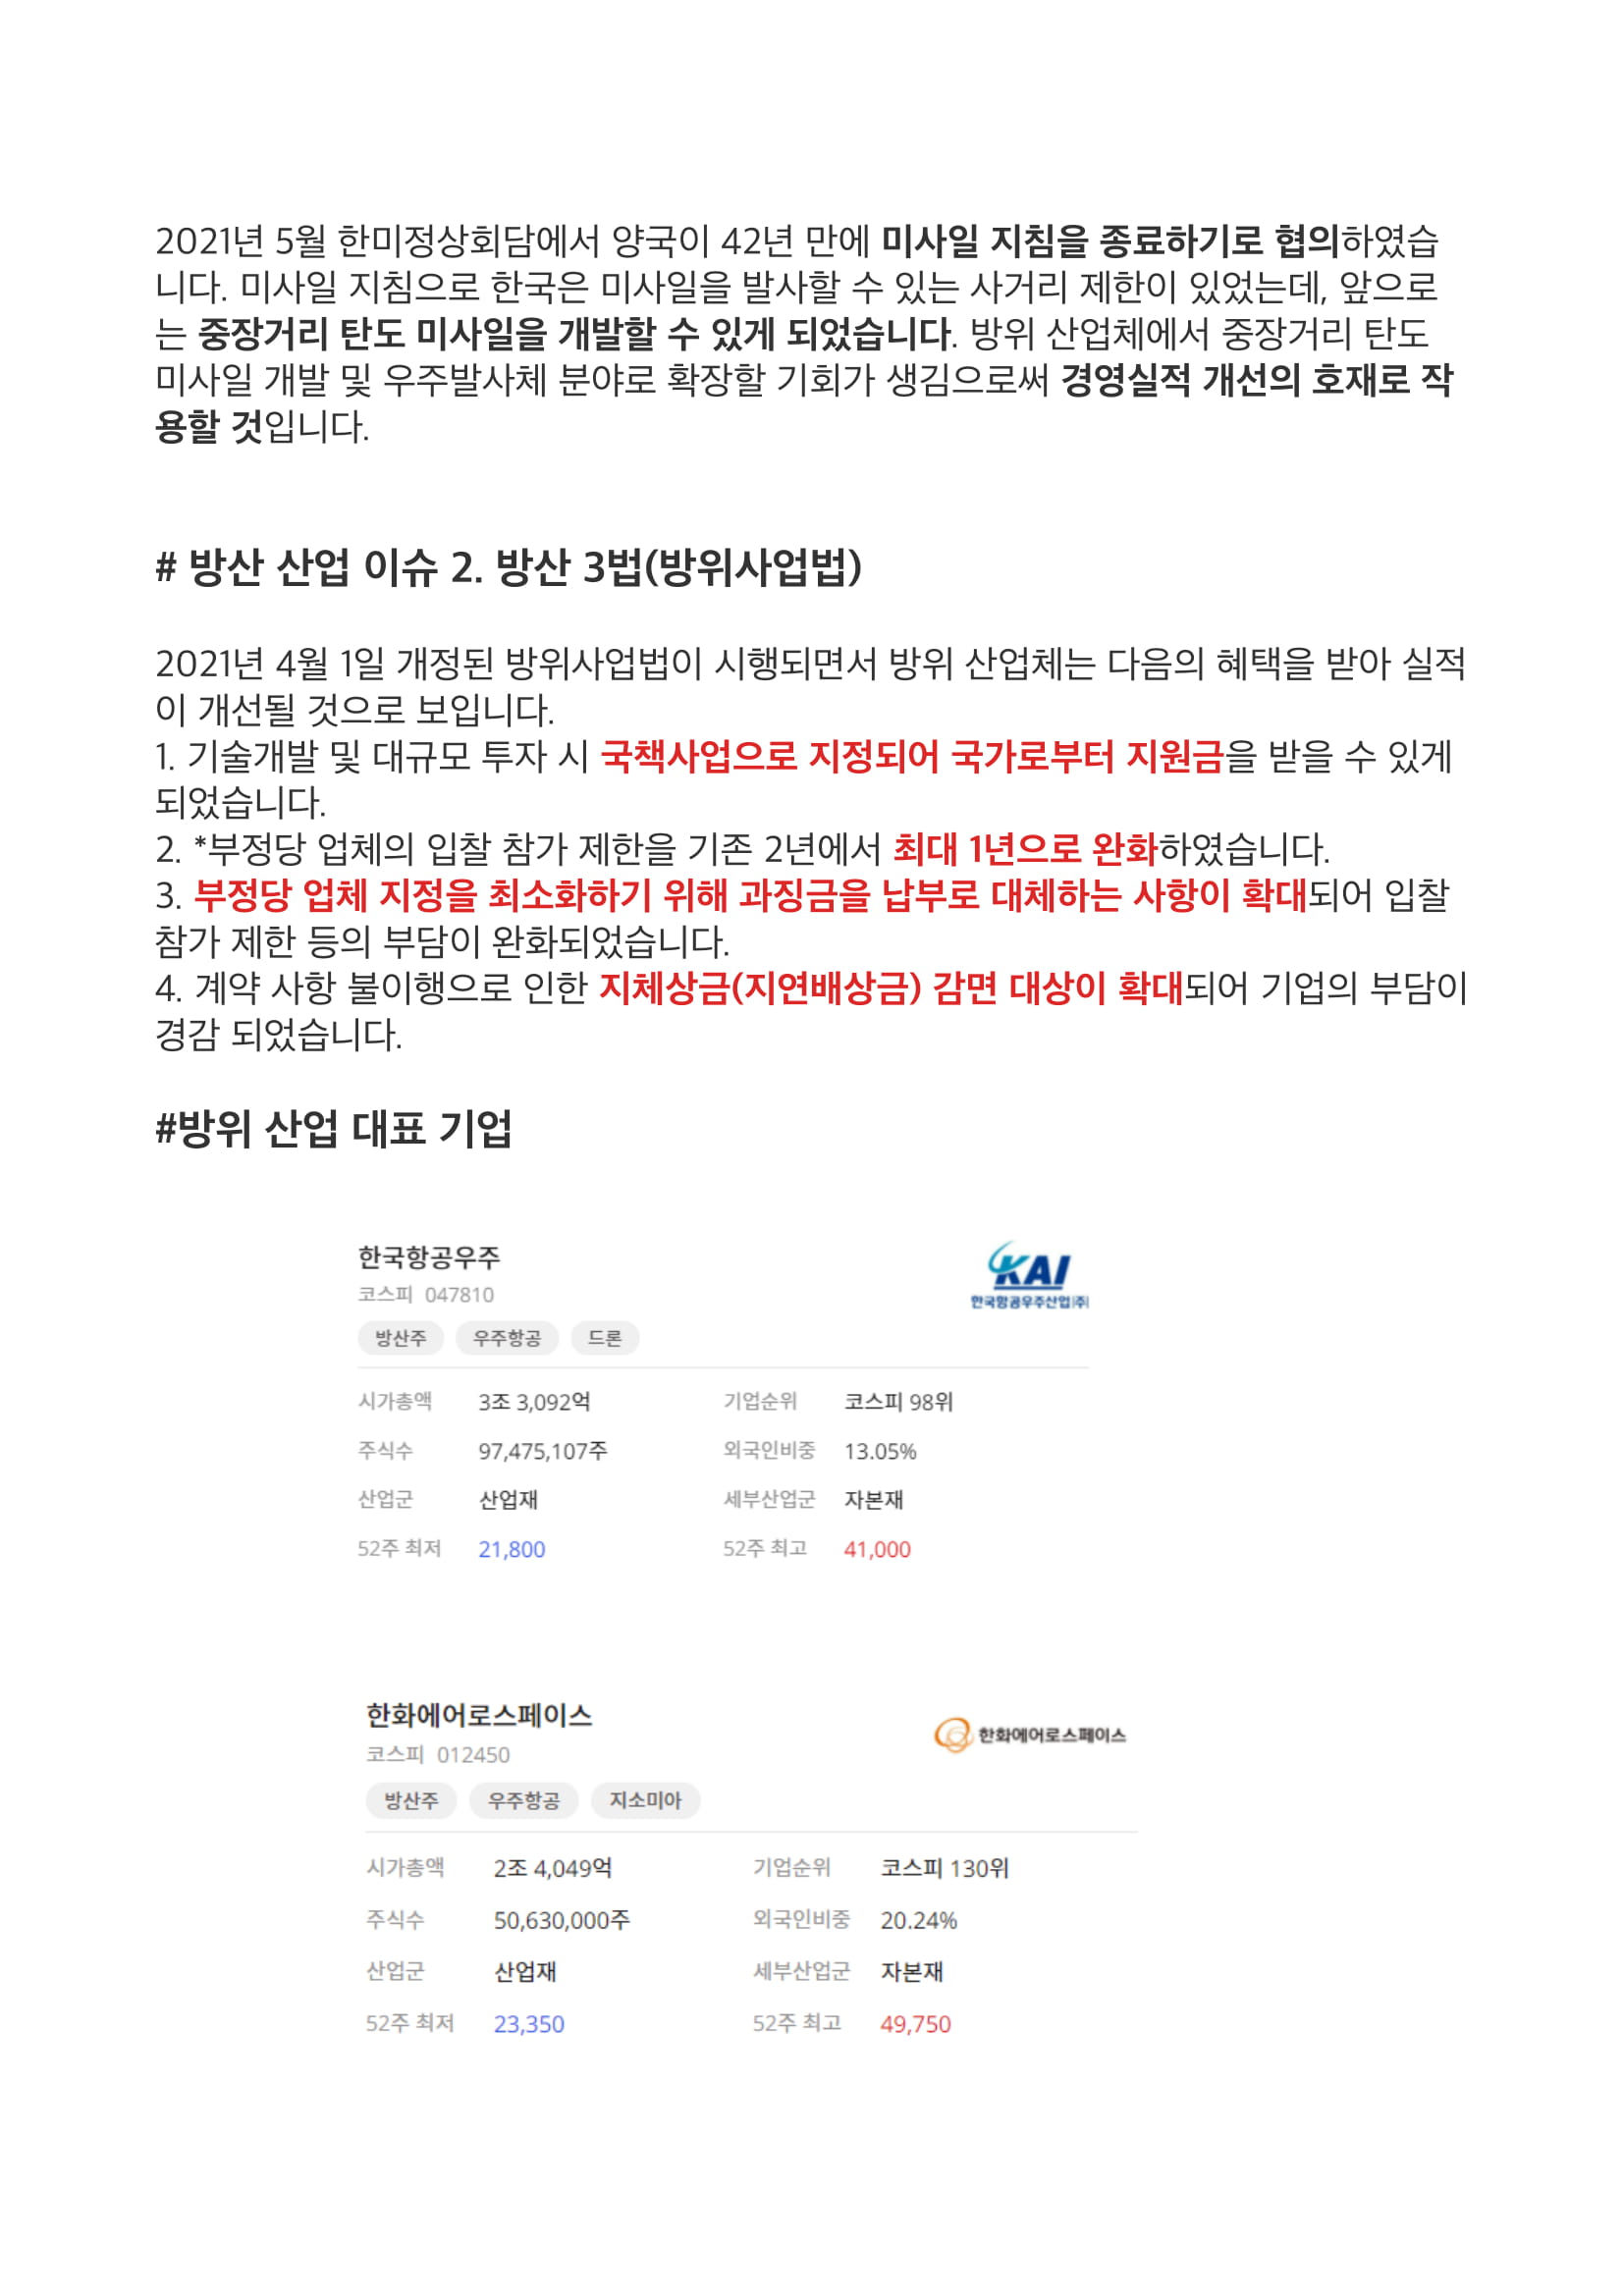 2021년 5월 한미정상회담에서 양국이 42년 만에 미사일 지침을 종료하기로 협의하였습
니다. 미사일 지침으로 한국은 미사일을 발사할 수 있는 사거리 제한이 있었는데, 앞으로
는 중장거리 탄도 미사일을 개발할 수 있게 되었습니다. 방위 산업체에서 중장거리 탄도
미사일 개발 및 우주발사체 분야로 확장할 기회가 생김으로써 경영실적 개선의 호재로 작
용할 것입니다.
# 방산 산업 이슈 2. 방산 3법(방위사업법)
2021년 4월 1일 개정된 방위사업법이 시행되면서 방위 산업체는 다음의 혜택을 받아 실적
이 개선될 것으로 보입니다.
1. 기술개발 및 대규모 투자 시 국책사업으로 지정되어 국가로부터 지원금을 받을 수 있게
되었습니다.
2. *부정당 업체의 입찰 참가 제한을 기존 2년에서 최대 1년으로 완화하였습니다.
3. 부정당 업체 지정을 최소화하기 위해 과징금을 납부로 대체하는 사항이 확대되어 입찰
참가 제한 등의 부담이 완화되었습니다.
4. 계약 사항 불이행으로 인한 지체상금(지연배상금) 감면 대상이 확대되어 기업의 부담이
경감 되었습니다.
#방위 산업 대표 기업
한국항공우주
코스피 047810
KAI
한국항공우주산업(주)
방산주 우주항공 드론
시가총액 3조 3,092억 기업순위 코스피 98위
주식수 97,475,107주 외국인비중 13.05%
산업군 산업재 세부산업군 자본재
52주 최저 21,800 52주 최고 41,000
한화에어로스페이스
코스피 012450
한화에어로스페이스
방산주 우주항공 지소미아
시가총액 2조 4,049억 기업순위 코스피 130위
주식수 50,630,000주 외국인비중 20.24%
산업군 산업재 세부산업군 자본재
52주 최저 23,350 52주 최고 49,750